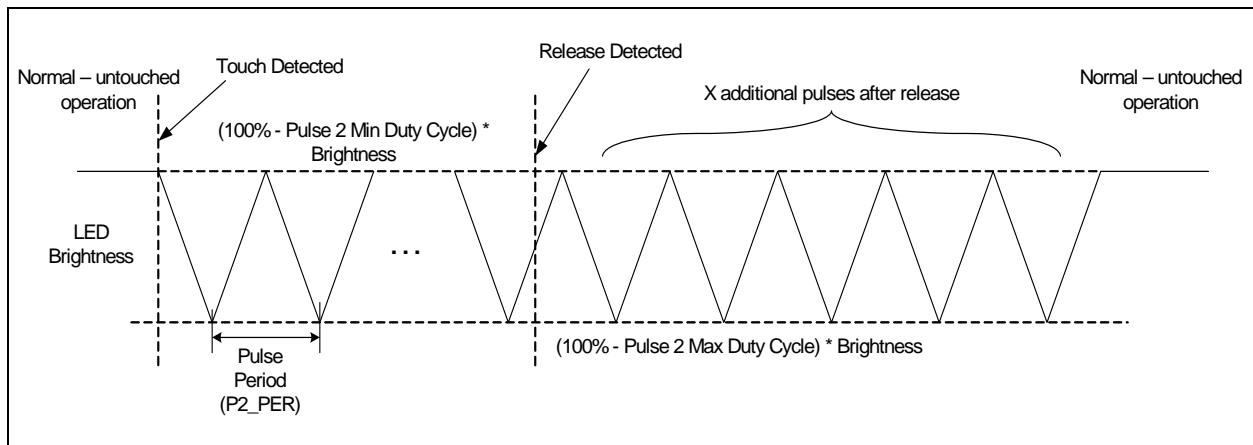 Normal – untouched
operation
Touch Detected
Release Detected
X additional pulses after release
Normal – untouched
operation
(100% - Pulse 2 Min Duty Cycle) *
Brightness
LED
Brightness
. . .
Pulse
Period
(P2_PER)
(100% - Pulse 2 Max Duty Cycle) * Brightness